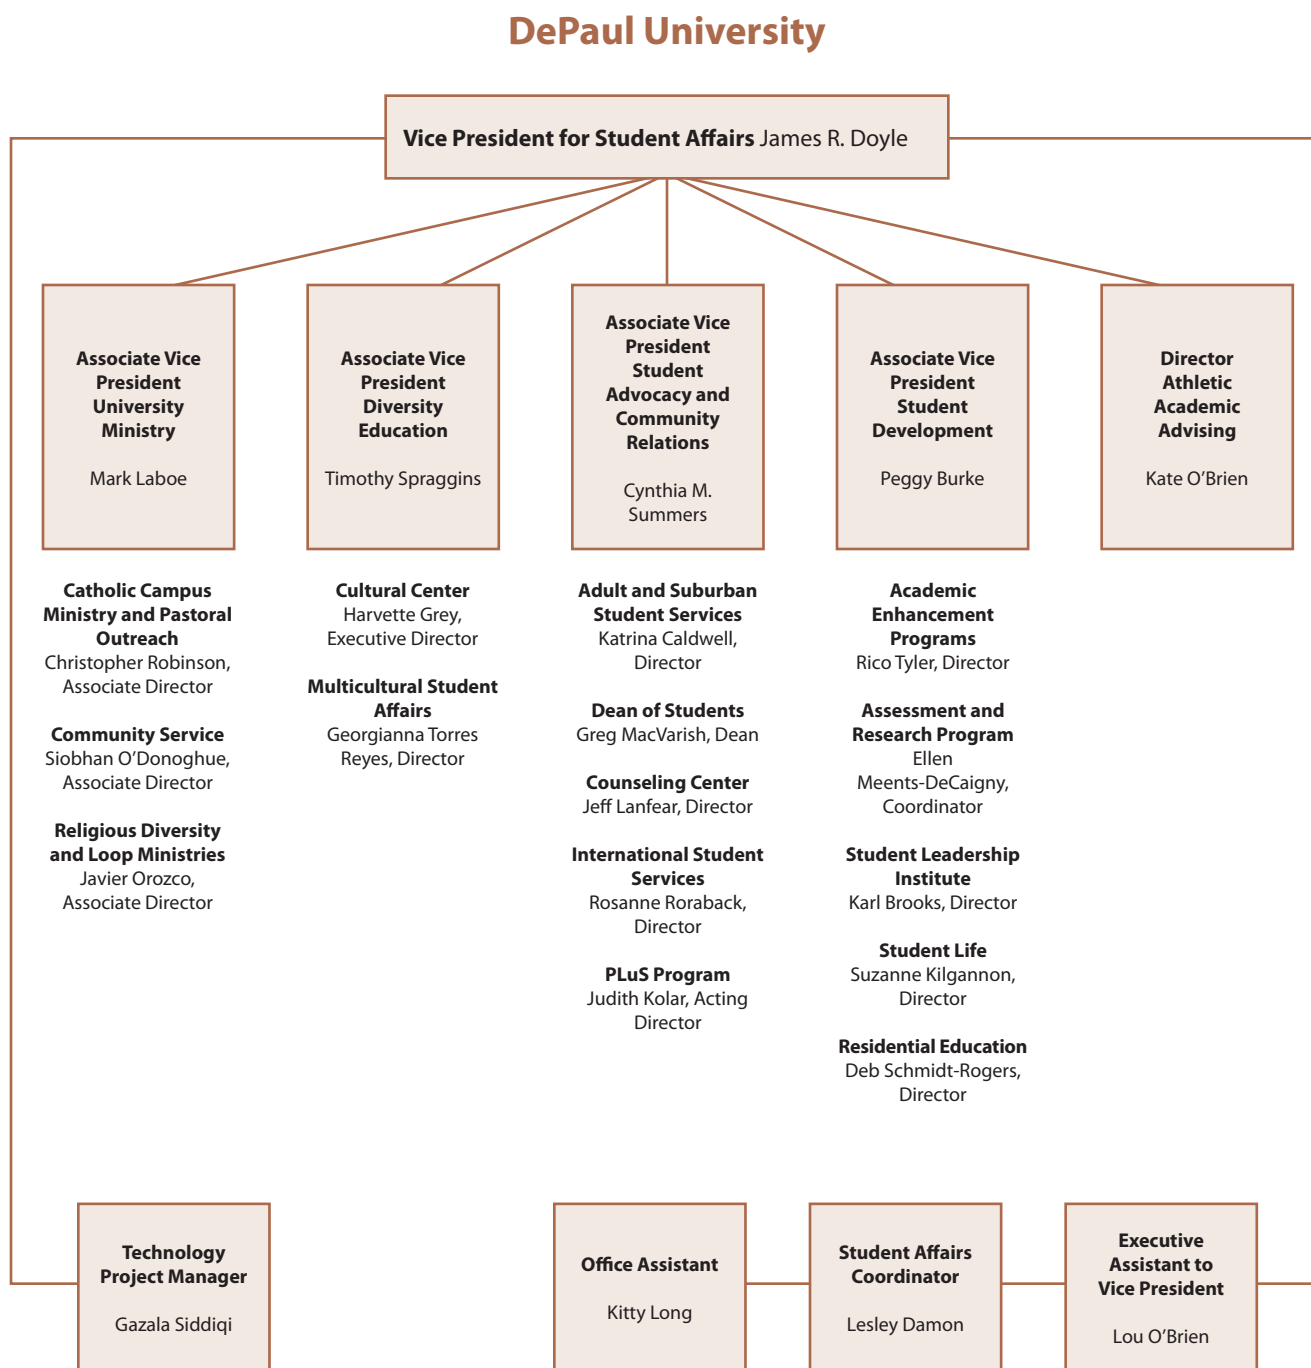 DePaul University
Vice President for Student Affairs James R. Doyle
Associate Vice
President
University
Ministry
Mark Laboe
Associate Vice
President
Diversity
Education
Timothy Spraggins
Associate Vice
President
Student
Advocacy and
Community
Relations
Cynthia M.
Summers
Associate Vice
President
Student
Development
Peggy Burke
Director
Athletic
Academic
Advising
Kate O’Brien
Catholic Campus
Ministry and Pastoral
Outreach
Christopher Robinson,
Associate Director
Community Service
Siobhan O’Donoghue,
Associate Director
Religious Diversity
and Loop Ministries
Javier Orozco,
Associate Director
Cultural Center
Harvette Grey,
Executive Director
Multicultural Student
Affairs
Georgianna Torres
Reyes, Director
Adult and Suburban
Student Services
Katrina Caldwell,
Director
Dean of Students
Greg MacVarish, Dean
Counseling Center
Jeff Lanfear, Director
International Student
Services
Rosanne Roraback,
Director
PLuS Program
Judith Kolar, Acting
Director
Academic
Enhancement
Programs
Rico Tyler, Director
Assessment and
Research Program
Ellen
Meents-DeCaigny,
Coordinator
Student Leadership
Institute
Karl Brooks, Director
Student Life
Suzanne Kilgannon,
Director
Residential Education
Deb Schmidt-Rogers,
Director
Technology
Project Manager
Gazala Siddiqi
Office Assistant
Kitty Long
Student Affairs
Coordinator
Lesley Damon
Executive
Assistant to
Vice President
Lou O’Brien